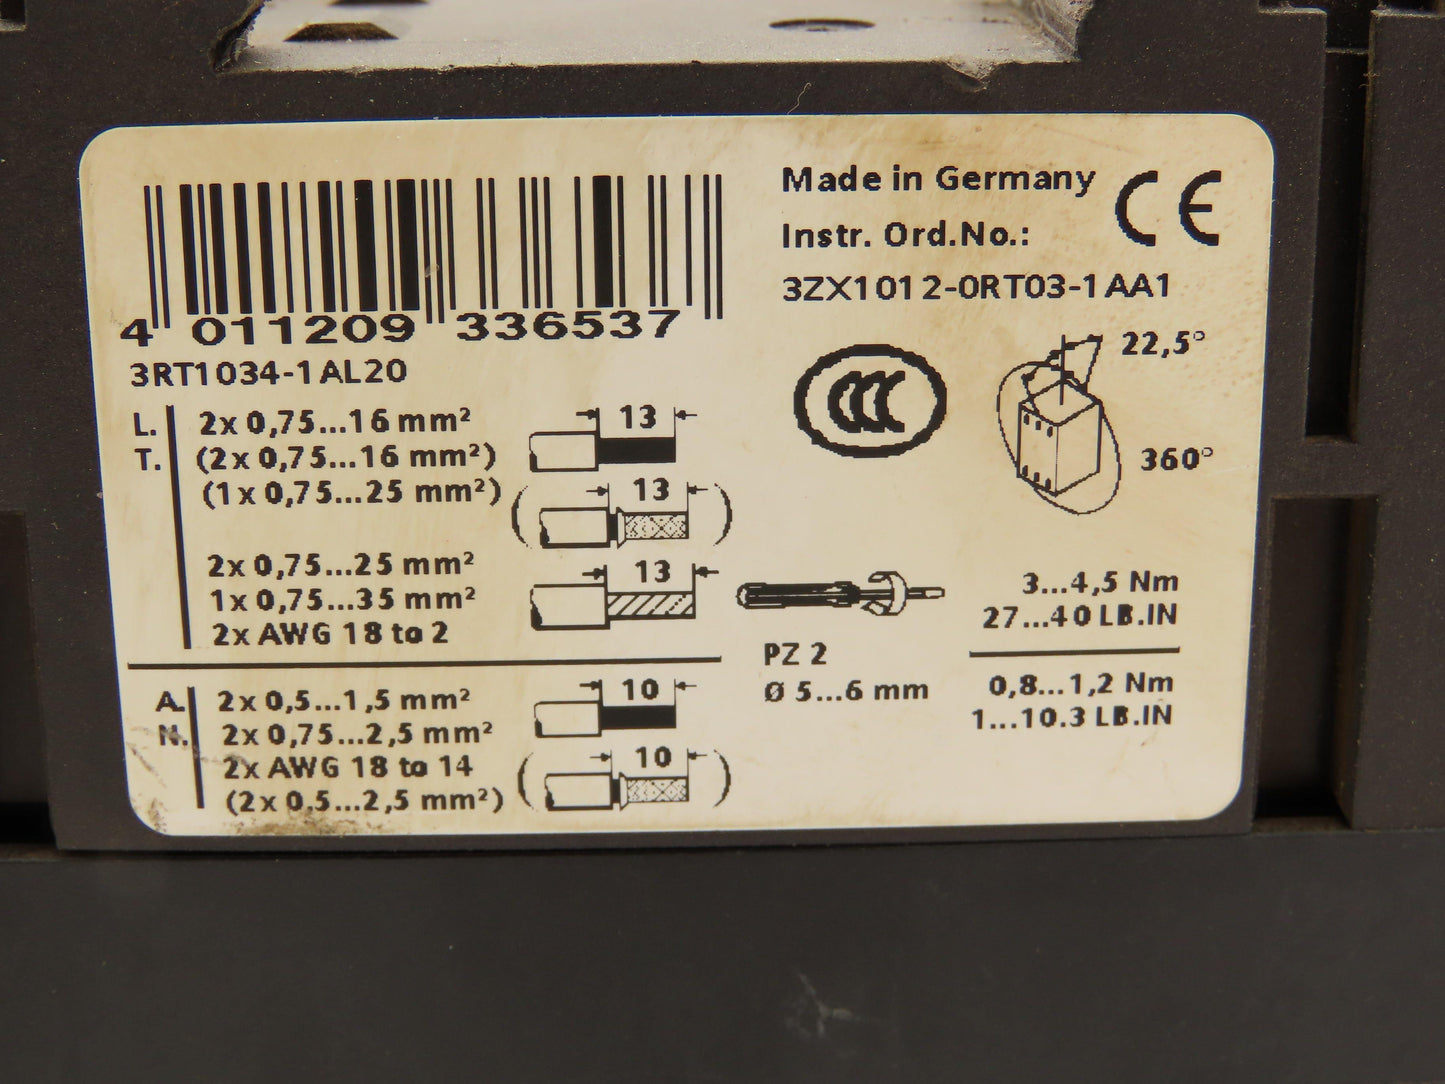 4 011209 336537
3RT1034-1AL20
Made in Germany
CE
Instr. Ord.No.:
3ZX1012-0RT03-1AA1
CCC
22,5°
360°
L.
T.
2x 0,75...16 mm²
(2x 0,75...16 mm²)
(1x 0,75...25 mm²)
2x 0,75...25 mm²
1x 0,75...35 mm²
2x AWG 18 to 2
13
13
13
PZ 2
Ø 5...6 mm
3...4,5 Nm
27...40 LB.IN
0,8...1,2 Nm
1...10.3 LB.IN
A.
N.
2x 0,5...1,5 mm²
2x 0,75...2,5 mm²
2x AWG 18 to 14
(2x 0,5...2,5 mm²)
10
10